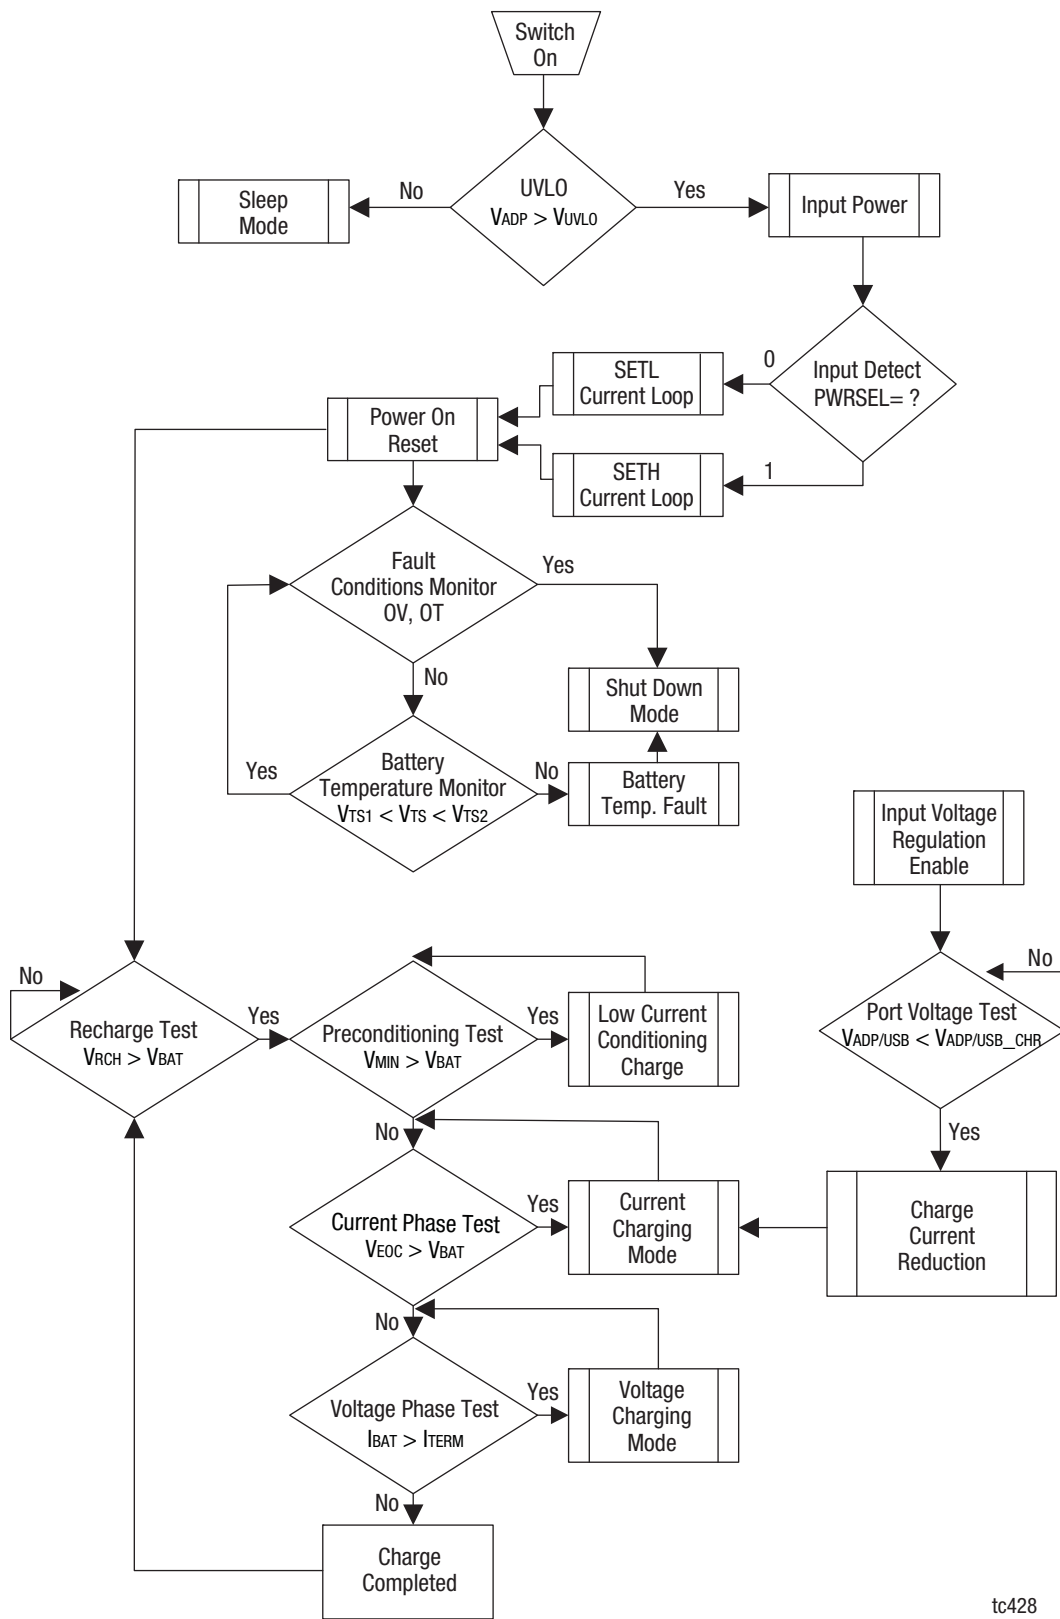 Switch
On
UVLO
VADP > VUVLO
No
Yes
Sleep
Mode
Input Power
Input Detect
PWRSEL= ?
0
1
SETL
Current Loop
SETH
Current Loop
Power On
Reset
Fault
Conditions Monitor
OV, OT
Yes
No
Shut Down
Mode
Battery
Temperature Monitor
VTS1 < VTS < VTS2
Yes
No
Battery
Temp. Fault
Input Voltage
Regulation
Enable
No
Port Voltage Test
VADP/USB < VADP/USB_CHR
Yes
Charge
Current
Reduction
No
Recharge Test
VRCH > VBAT
Yes
Preconditioning Test
VMIN > VBAT
Yes
Low Current
Conditioning
Charge
No
Current Phase Test
VEOC > VBAT
Yes
Current
Charging
Mode
No
Voltage Phase Test
IBAT > ITERM
Yes
Voltage
Charging
Mode
No
Charge
Completed
tc428